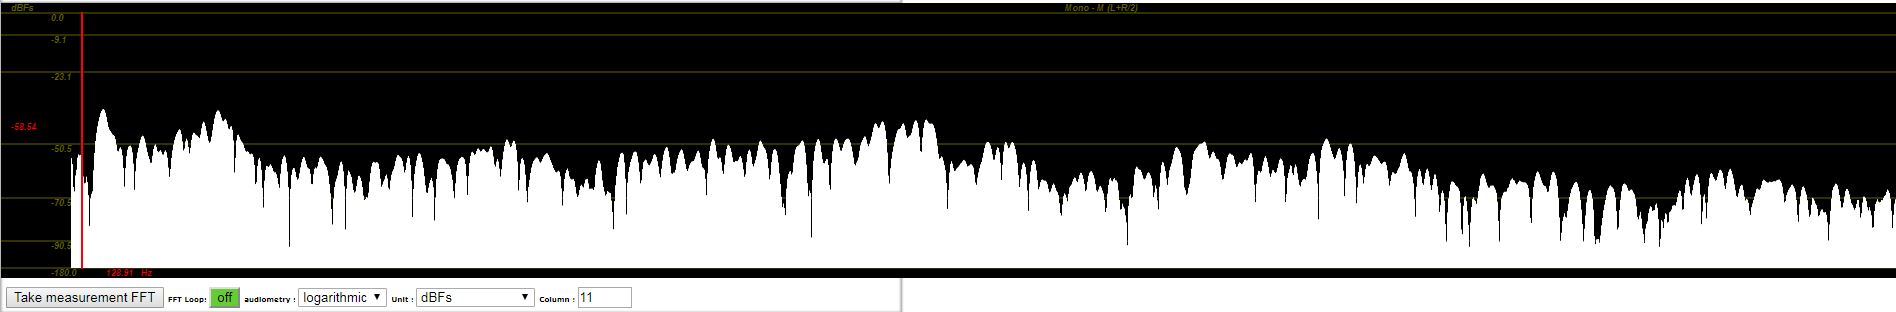 dBFs
Mono - M (L+R/2)
0.0
-9.1
-23.1
-58.54
-50.5
-70.5
-90.5
-180.0
128.91 Hz
Take measurement FFT FFT Loop: off audiometry : logarithmic Unit : dBFs Column : 11